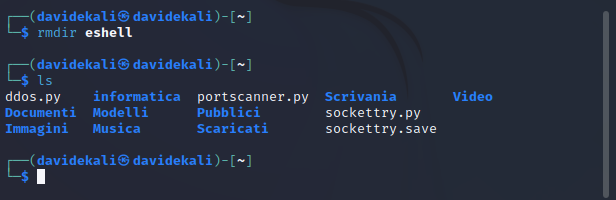 ┌──(davidekali㉿davidekali)-[~]
└─$ rmdir eshell
┌──(davidekali㉿davidekali)-[~]
└─$ ls
ddos.py informatica portscanner.py Scrivania Video
Documenti Modelli Pubblici sockettry.py
Immagini Musica Scaricati sockettry.save
┌──(davidekali㉿davidekali)-[~]
└─$